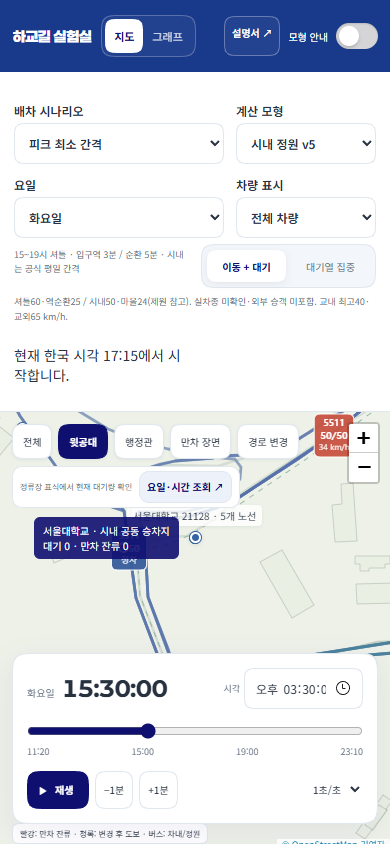 하교길 실험실
지도
그래프
설명서 ↗
모형 안내
배차 시나리오
계산 모형
피크 최소 간격
시내 정원 v5
요일
차량 표시
화요일
전체 차량
15–19시 셔틀 · 입구역 3분 / 순환 5분 · 시내
는 공식 평일 간격
이동 + 대기
대기열 집중
셔틀60·역순환25 / 시내50·마을24(제원 참고). 실차종 미확인·외부 승객 미포함. 교내 최고40·
교외65 km/h.
현재 한국 시각 17:15에서 시
작합니다.
5511
50/50
34 km/h
+
−
전체
윗공대
행정관
만차 장면
경로 변경
정류장 표식에서 현재 대기량 확인
요일·시간 조회 ↗
서울대학교 21128 · 5개 노선
서울대학교 · 시내 공동 승차지
대기 0 · 만차 잔류 0
정차
화요일
15:30:00
시각
오후 03:30:0
11:20
15:00
19:00
23:10
▶ 재생
−1분
+1분
1초/초
빨강: 만차 잔류 · 청록: 변경 후 도보 · 버스: 차내/정원
© OpenStreetMap 기여자